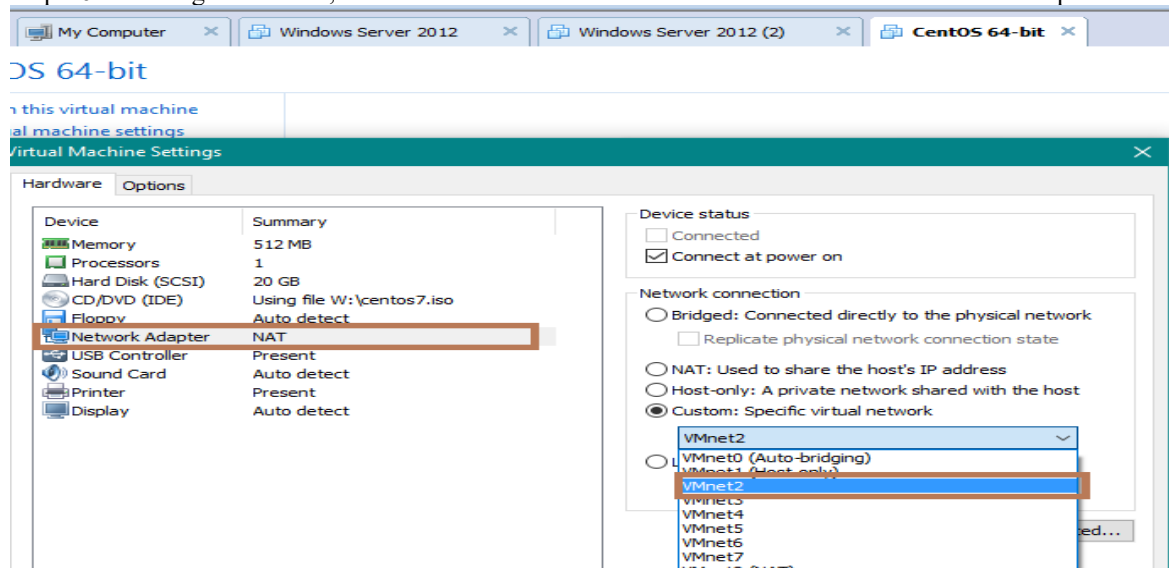 My Computer × Windows Server 2012 × Windows Server 2012 (2) × CentOS 64-bit ×
OS 64-bit
this virtual machine
machine settings
Virtual Machine Settings ×
Hardware Options
Device Summary
Memory 512 MB
Processors 1
Hard Disk (SCSI) 20 GB
CD/DVD (IDE) Using file W:\centos7.iso
Floppy Auto detect
Network Adapter NAT
USB Controller Present
Sound Card Auto detect
Printer Present
Display Auto detect
Device status
Connected
Connect at power on
Network connection
Bridged: Connected directly to the physical network
Replicate physical network connection state
NAT: Used to share the host's IP address
Host-only: A private network shared with the host
Custom: Specific virtual network
VMnet2
VMnet0 (Auto-bridging)
VMnet1 (Host-only)
VMnet2
VMnet3
VMnet4
VMnet5
VMnet6
VMnet7